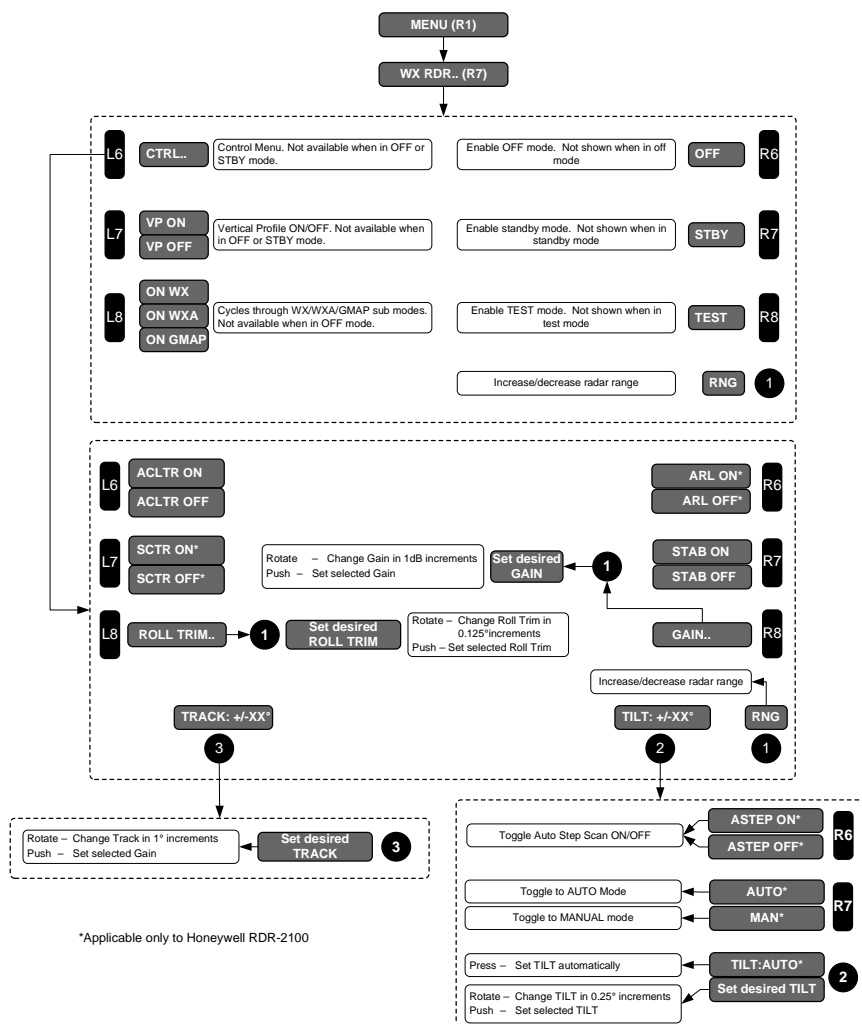 MENU (R1)
WX RDR.. (R7)
L6
CTRL..
Control Menu. Not available when in OFF or
STBY mode.
Enable OFF mode. Not shown when in off
mode
OFF
R6
L7
VP ON
VP OFF
Vertical Profile ON/OFF. Not available when
in OFF or STBY mode.
Enable standby mode. Not shown when in
standby mode
STBY
R7
L8
ON WX
ON WXA
ON GMAP
Cycles through WX/WXA/GMAP sub modes.
Not available when in OFF mode.
Enable TEST mode. Not shown when in
test mode
TEST
R8
Increase/decrease radar range
RNG
1
L6
ACLTR ON
ACLTR OFF
ARL ON*
ARL OFF*
R6
L7
SCTR ON*
SCTR OFF*
Rotate – Change Gain in 1dB increments
Push – Set selected Gain
Set desired
GAIN
1
STAB ON
STAB OFF
R7
L8
ROLL TRIM..
1
Set desired
ROLL TRIM
Rotate – Change Roll Trim in
0.125°increments
Push – Set selected Roll Trim
GAIN..
R8
Increase/decrease radar range
TRACK: +/-XX°
TILT: +/-XX°
RNG
3
2
1
Rotate – Change Track in 1° increments
Push – Set selected Gain
Set desired
TRACK
3
Toggle Auto Step Scan ON/OFF
ASTEP ON*
ASTEP OFF*
R6
Toggle to AUTO Mode
AUTO*
Toggle to MANUAL mode
MAN*
R7
*Applicable only to Honeywell RDR-2100
Press – Set TILT automatically
TILT:AUTO*
Rotate – Change TILT in 0.25° increments
Push – Set selected TILT
Set desired TILT
2